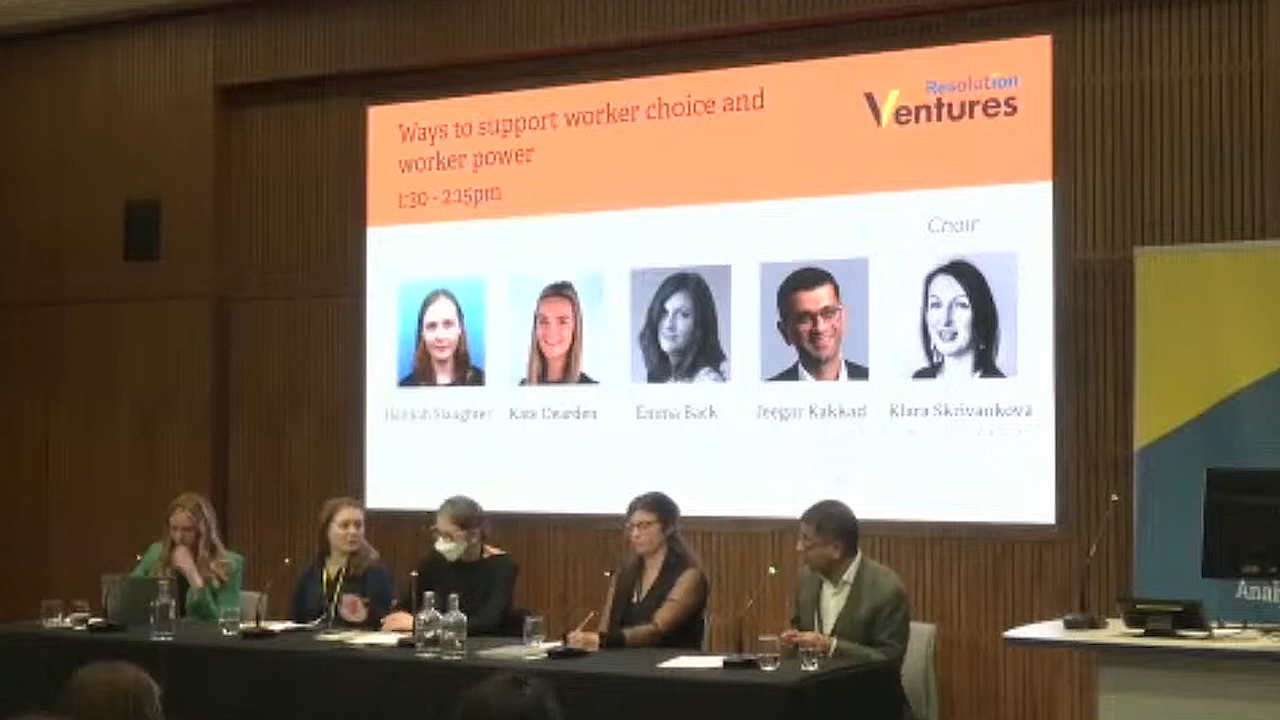 Ways to support worker choice and
worker power
1:30 - 2:15pm
Resolution
Ventures
Chair
Hannah Slaughter
Kate Dearden
Emma Back
Jeegar Kakkad
Klara Skrivankova